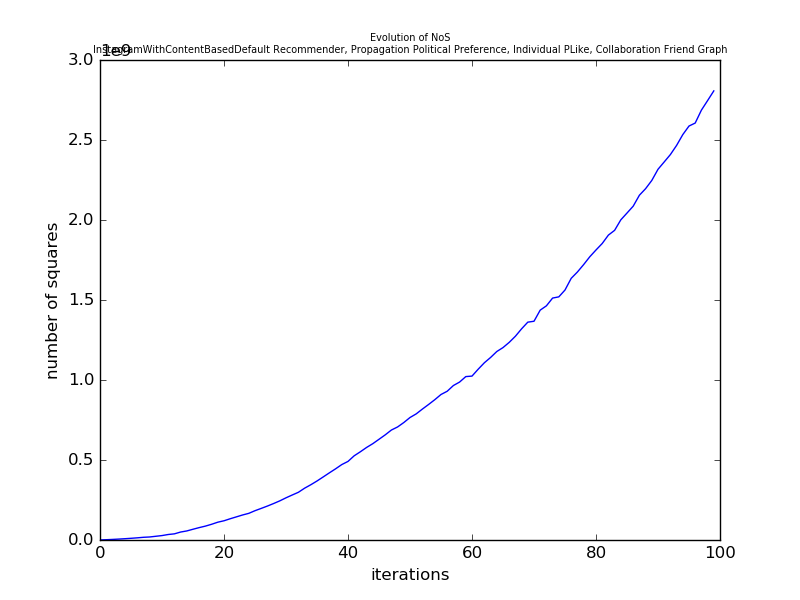 Evolution of NoS
InstagramWithContentBasedDefault Recommender, Propagation Political Preference, Individual PLike, Collaboration Friend Graph
1e9
3.0
2.5
2.0
1.5
1.0
0.5
0.0
number of squares
0 20 40 60 80 100
iterations